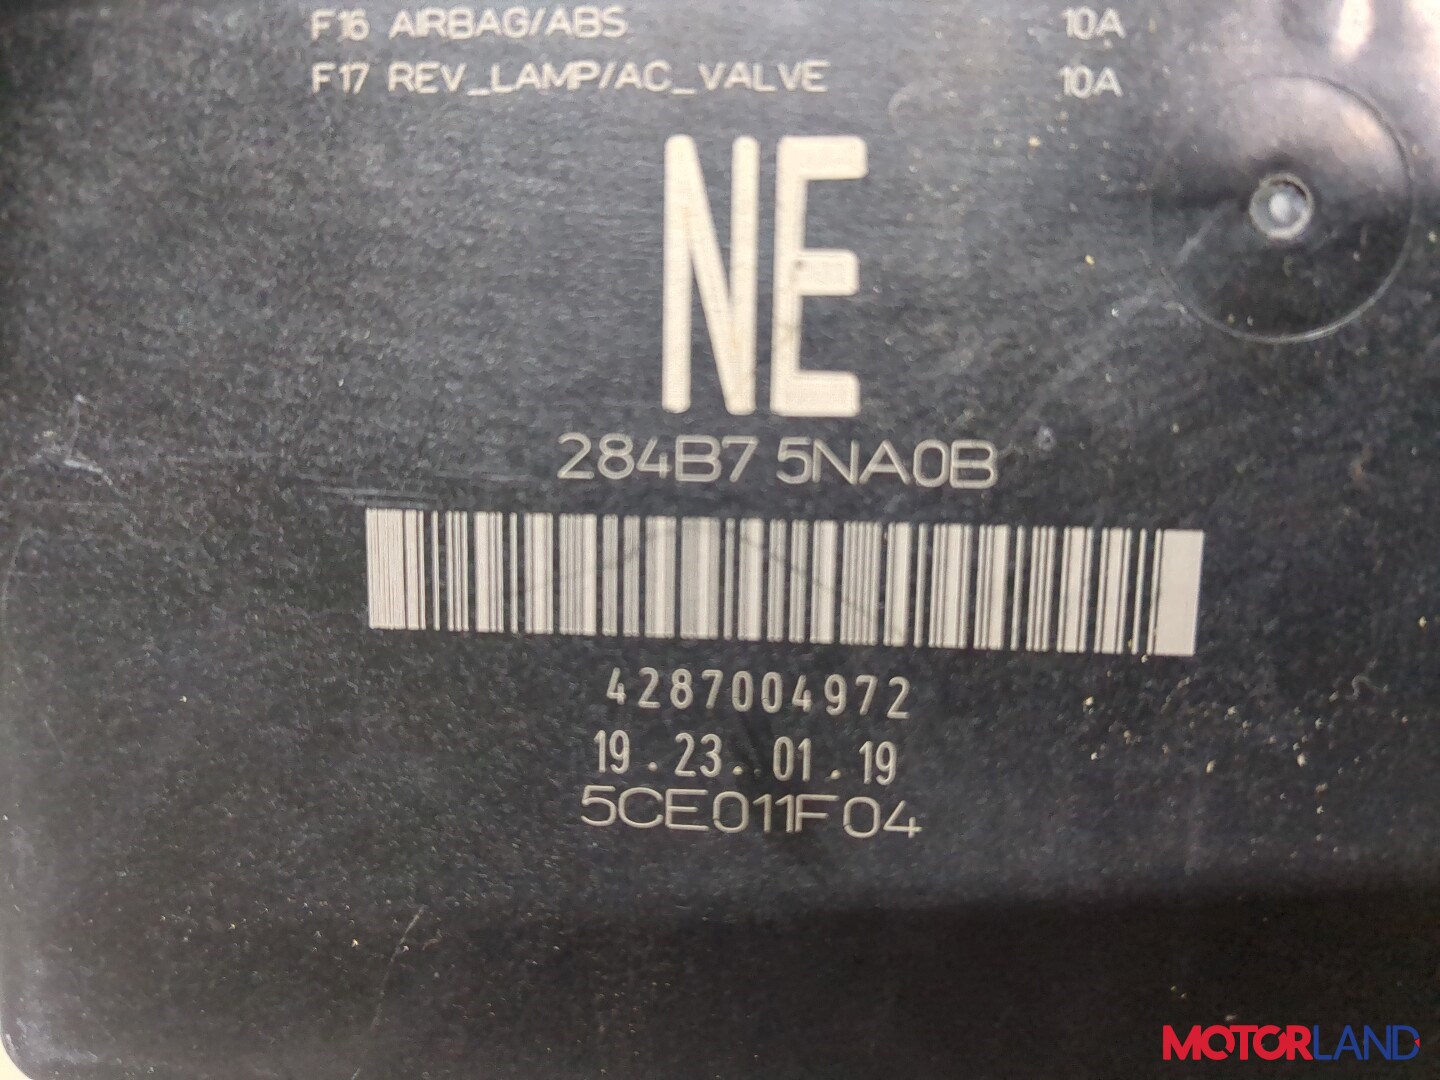 F16 AIRBAG/ABS 10A
F17 REV_LAMP/AC_VALVE 10A
NE
284B7 5NA0B
4287004972
19.23.01.19
5CE011F04
MOTORLAND